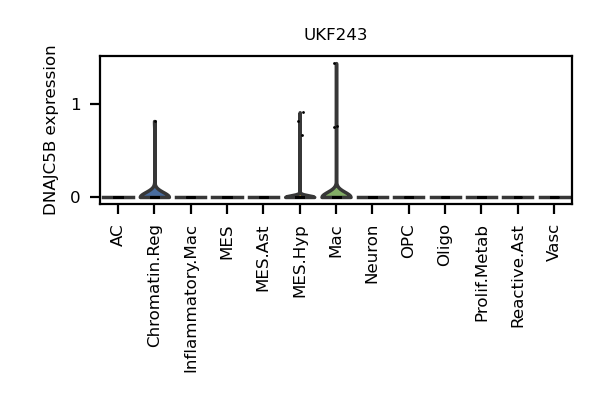 UKF243
DNAJC5B expression
1
0
AC
Chromatin.Reg
Inflammatory.Mac
MES
MES.Ast
MES.Hyp
Mac
Neuron
OPC
Oligo
Prolif.Metab
Reactive.Ast
Vasc